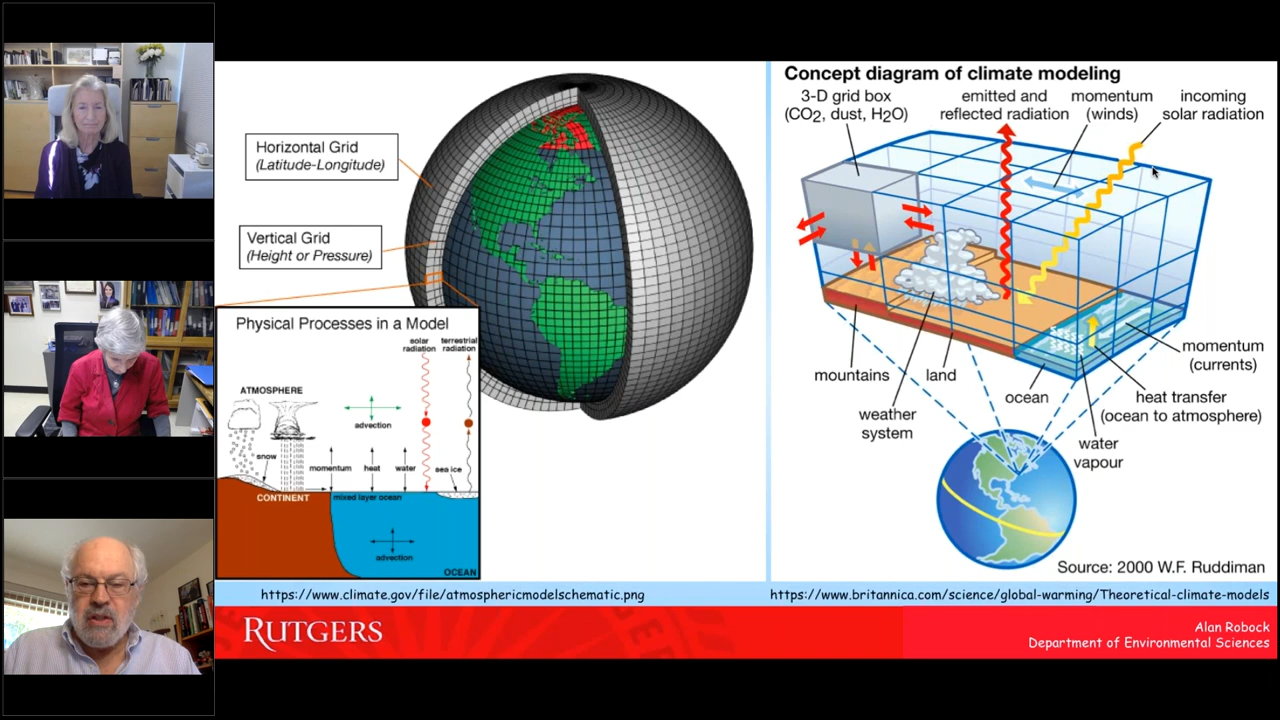 Horizontal Grid
(Latitude-Longitude)
Vertical Grid
(Height or Pressure)
Physical Processes in a Model
solar
radiation
terrestrial
radiation
ATMOSPHERE
advection
snow
momentum
heat
water
sea ice
CONTINENT
mixed layer ocean
advection
OCEAN
https://www.climate.gov/file/atmosphericmodelschematic.png
Concept diagram of climate modeling
3-D grid box
(CO2, dust, H2O)
emitted and
reflected radiation
momentum
(winds)
incoming
solar radiation
mountains
land
weather
system
ocean
water
vapour
momentum
(currents)
heat transfer
(ocean to atmosphere)
Source: 2000 W.F. Ruddiman
https://www.britannica.com/science/global-warming/Theoretical-climate-models
RUTGERS
Alan Robock
Department of Environmental Sciences